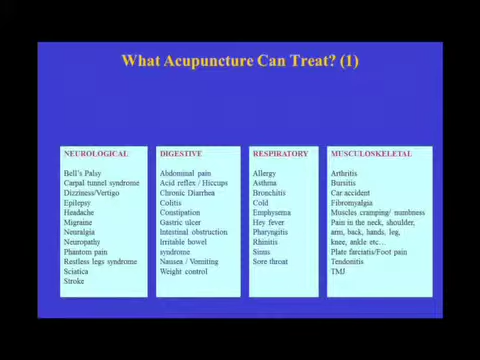 What Acupuncture Can Treat? (1)
NEUROLOGICAL
Bell's Palsy
Carpal tunnel syndrome
Dizziness/Vertigo
Epilepsy
Headache
Migraine
Neuralgia
Neuropathy
Phantom pain
Restless legs syndrome
Sciatica
Stroke
DIGESTIVE
Abdominal pain
Acid reflex / Hiccups
Chronic Diarrhea
Colitis
Constipation
Gastric ulcer
Intestinal obstruction
Irritable bowel
syndrome
Nausea / Vomiting
Weight control
RESPIRATORY
Allergy
Asthma
Bronchitis
Cold
Emphysema
Hey fever
Pharyngitis
Rhinitis
Sinus
Sore throat
MUSCULOSKELETAL
Arthritis
Bursitis
Car accident
Fibromyalgia
Muscles cramping/ numbness
Pain in the neck, shoulder,
arm, back, hands, leg,
knee, ankle etc...
Plate farciatis/Foot pain
Tendonitis
TMJ